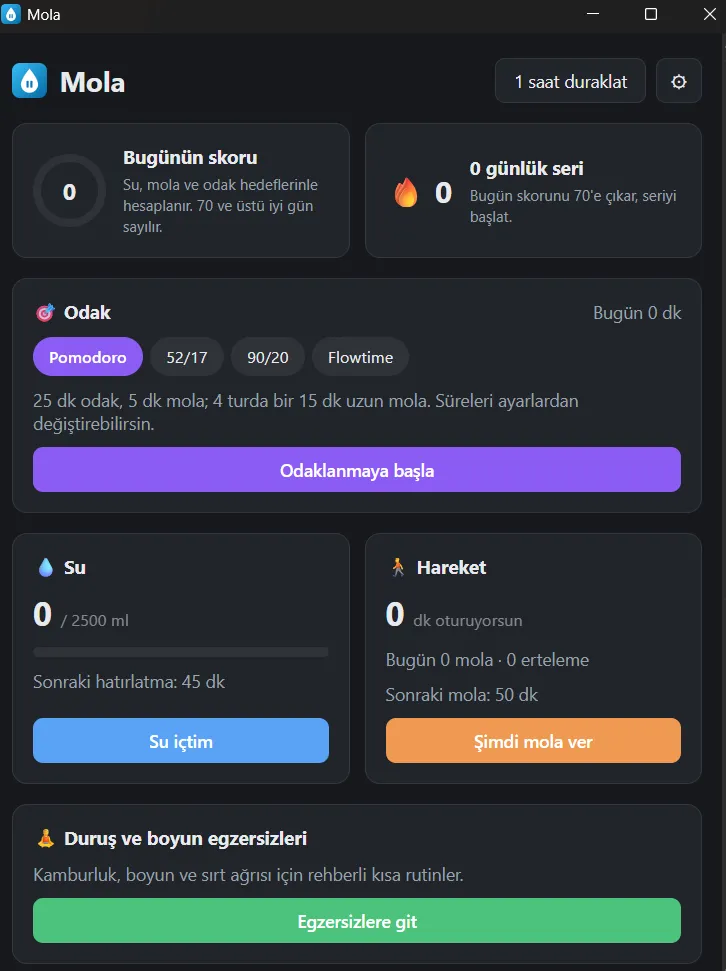 Mola
Mola
1 saat duraklat
0
Bugünün skoru
Su, mola ve odak hedeflerinle
hesaplanır. 70 ve üstü iyi gün
sayılır.
0
0 günlük seri
Bugün skorunu 70'e çıkar, seriyi
başlat.
Odak
Bugün 0 dk
Pomodoro
52/17
90/20
Flowtime
25 dk odak, 5 dk mola; 4 turda bir 15 dk uzun mola. Süreleri ayarlardan
değiştirebilirsin.
Odaklanmaya başla
Su
0 / 2500 ml
Sonraki hatırlatma: 45 dk
Su içtim
Hareket
0 dk oturuyorsun
Bugün 0 mola · 0 erteleme
Sonraki mola: 50 dk
Şimdi mola ver
Duruş ve boyun egzersizleri
Kamburluk, boyun ve sırt ağrısı için rehberli kısa rutinler.
Egzersizlere git